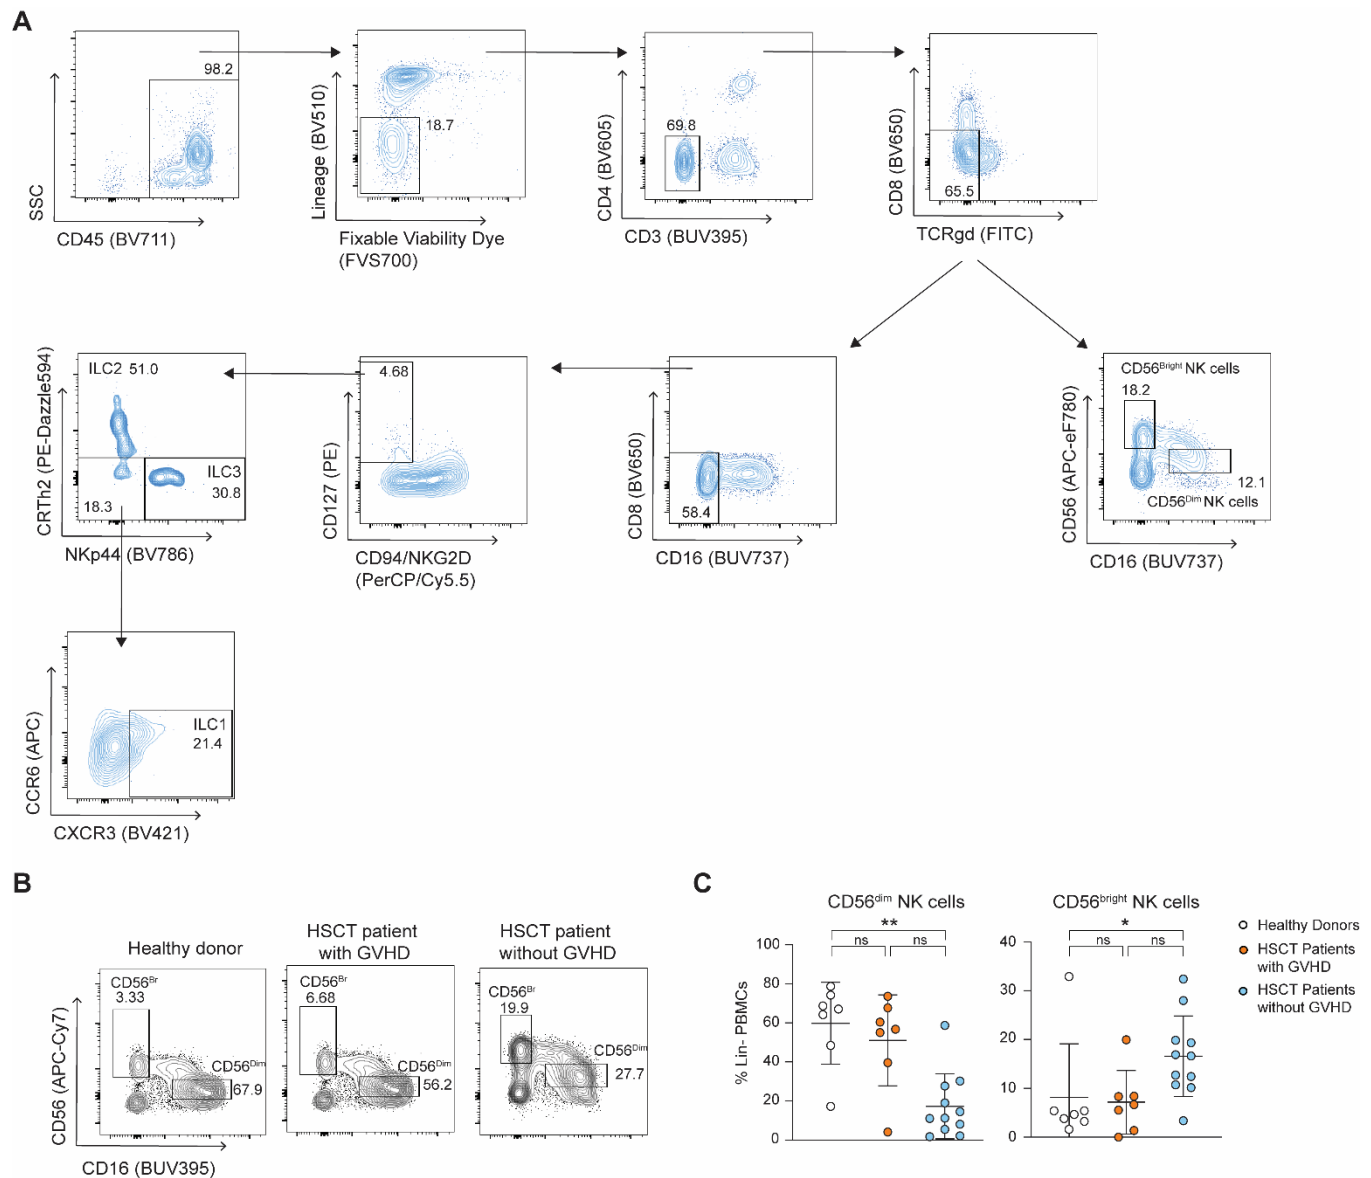 A
98.2
SSC
CD45 (BV711)
18.7
Lineage (BV510)
Fixable Viability Dye
(FVS700)
69.8
CD4 (BV605)
CD3 (BUV395)
65.5
CD8 (BV650)
TCRgd (FITC)
ILC2 51.0
ILC3
30.8
18.3
CRTh2 (PE-Dazzle594)
NKp44 (BV786)
4.68
CD127 (PE)
CD94/NKG2D
(PerCP/Cy5.5)
58.4
CD8 (BV650)
CD16 (BUV737)
CD56Bright NK cells
18.2
12.1
CD56Dim NK cells
CD56 (APC-eF780)
CD16 (BUV737)
ILC1
21.4
CCR6 (APC)
CXCR3 (BV421)
B
Healthy donor
HSCT patient
with GVHD
HSCT patient
without GVHD
CD56Br
3.33
CD56Dim
67.9
CD56Br
6.68
CD56Dim
56.2
CD56Br
19.9
CD56Dim
27.7
CD56 (APC-Cy7)
CD16 (BUV395)
C
CD56dim NK cells
**
ns
ns
100
80
60
40
20
0
% Lin- PBMCs
CD56bright NK cells
*
ns
ns
40
30
20
10
0
Healthy Donors
HSCT Patients
with GVHD
HSCT Patients
without GVHD